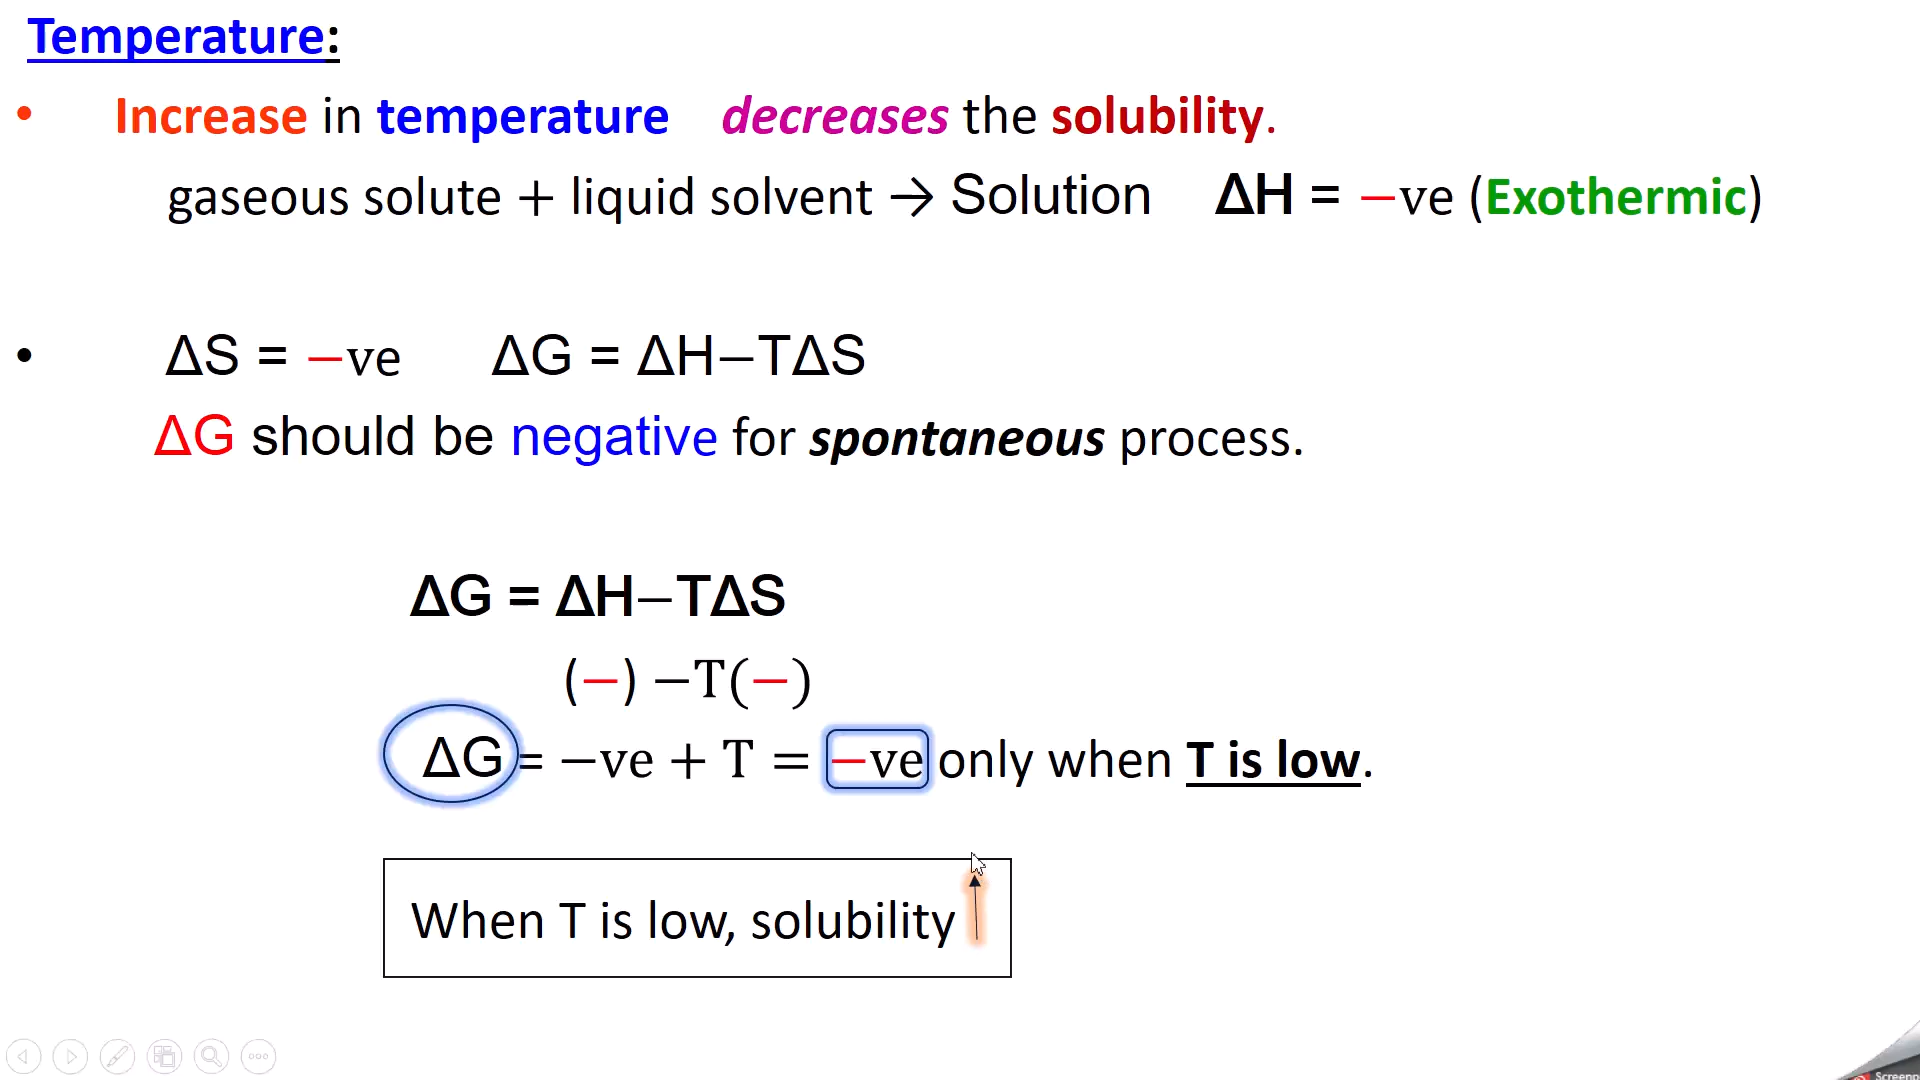 Temperature:
• Increase in temperature decreases the solubility.
gaseous solute + liquid solvent → Solution ΔH = −ve (Exothermic)
• ΔS = −ve ΔG = ΔH−TΔS
ΔG should be negative for spontaneous process.
ΔG = ΔH−TΔS
(−) −T(−)
ΔG = −ve + T = −ve only when T is low.
When T is low, solubility ↑